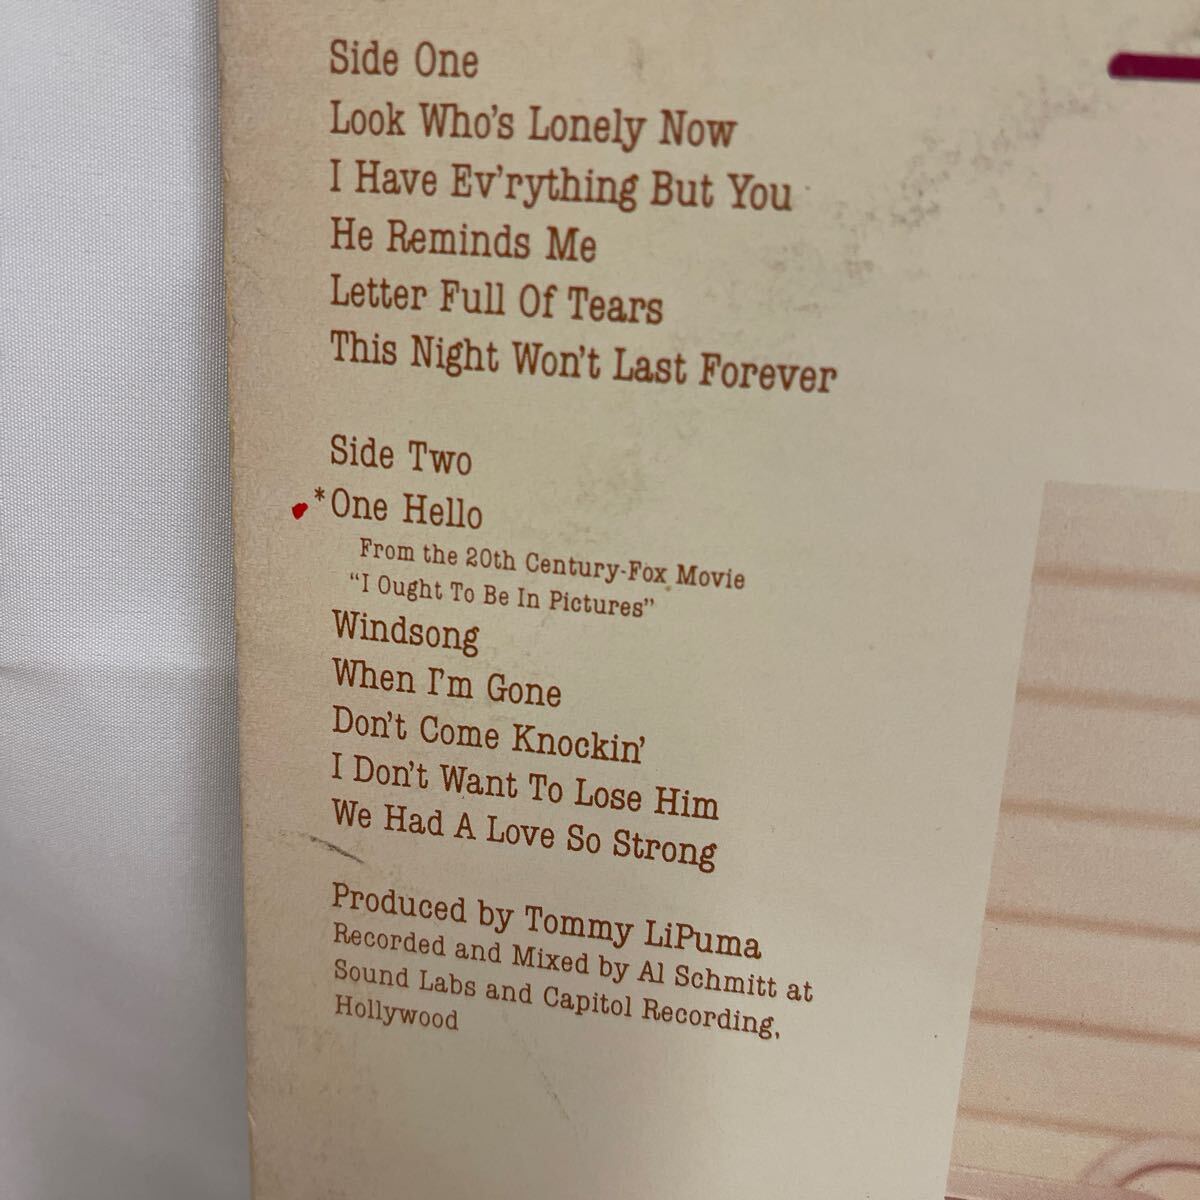 Side One
Look Who's Lonely Now
I Have Ev'rything But You
He Reminds Me
Letter Full Of Tears
This Night Won't Last Forever
Side Two
*One Hello
From the 20th Century-Fox Movie
"I Ought To Be In Pictures"
Windsong
When I'm Gone
Don't Come Knockin'
I Don't Want To Lose Him
We Had A Love So Strong
Produced by Tommy LiPuma
Recorded and Mixed by Al Schmitt at
Sound Labs and Capitol Recording,
Hollywood